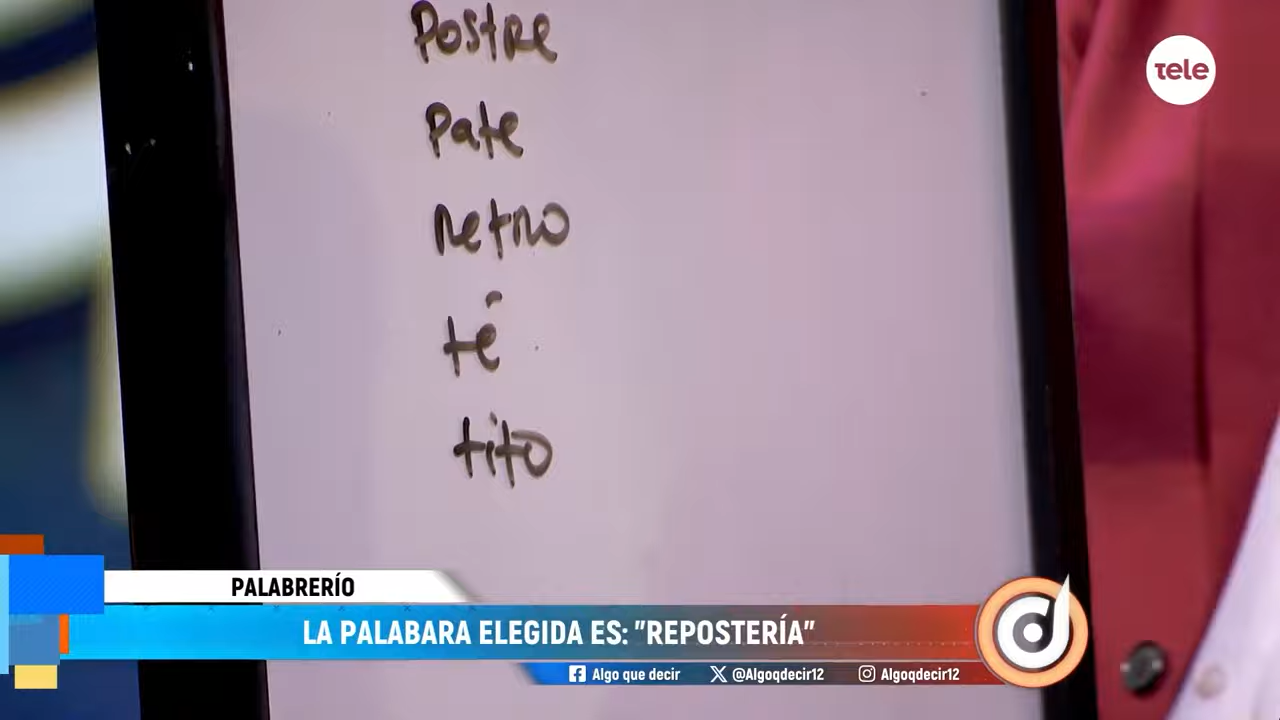 Postre
tele
Pate
retro
té
tito
PALABRERÍO
LA PALABARA ELEGIDA ES: "REPOSTERÍA"
Algo que decir @Algoqdecir12 Algoqdecir12